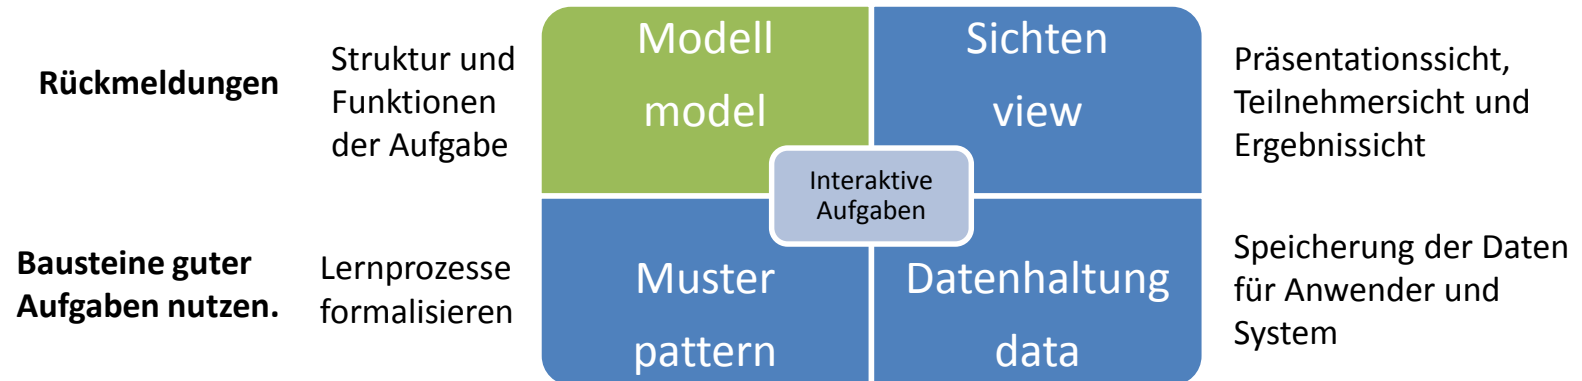 Rückmeldungen
Struktur und
Funktionen
der Aufgabe
Modell
model
Sichten
view
Präsentationssicht,
Teilnehmersicht und
Ergebnissicht
Interaktive
Aufgaben
Bausteine guter
Aufgaben nutzen.
Lernprozesse
formalisieren
Muster
pattern
Datenhaltung
data
Speicherung der Daten
für Anwender und
System